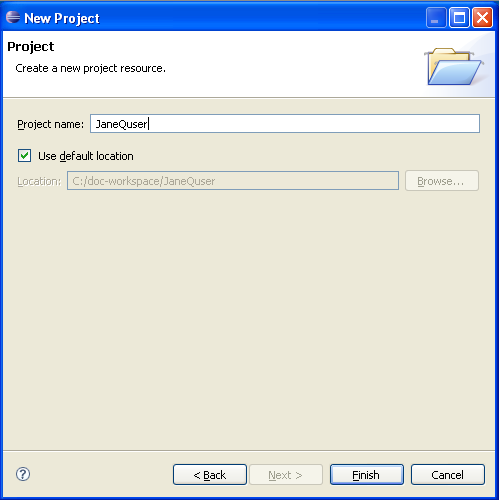 New Project
Project
Create a new project resource.
Project name: JaneQuser
Use default location
Location: C:/doc-workspace/JaneQuser Browse...
? < Back Next > Finish Cancel